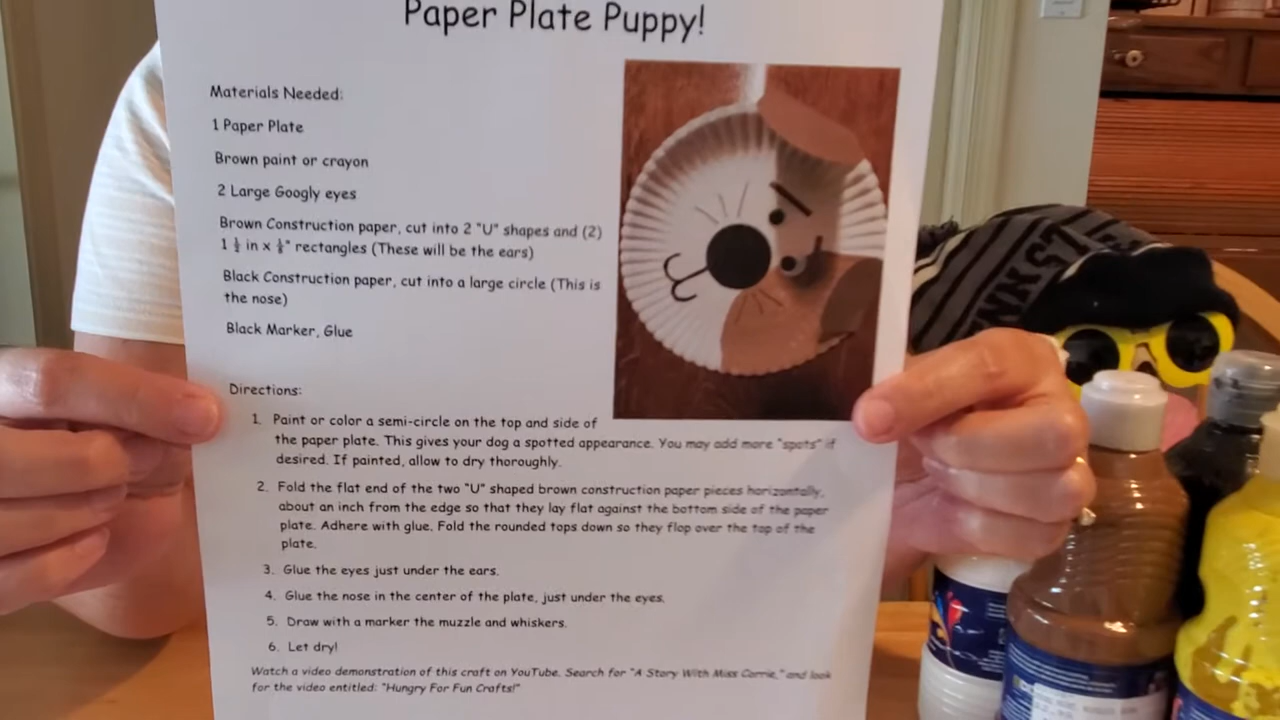 Paper Plate Puppy!
Materials Needed:
1 Paper Plate
Brown paint or crayon
2 Large Googly eyes
Brown Construction paper, cut into 2 "U" shapes and (2)
1 ½ in x ½" rectangles (These will be the ears)
Black Construction paper, cut into a large circle (This is
the nose)
Black Marker, Glue
Directions:
1. Paint or color a semi-circle on the top and side of
the paper plate. This gives your dog a spotted appearance. You may add more "spots" if
desired. If painted, allow to dry thoroughly.
2. Fold the flat end of the two "U" shaped brown construction paper pieces horizontally,
about an inch from the edge so that they lay flat against the bottom side of the paper
plate. Adhere with glue. Fold the rounded tops down so they flop over the top of the
plate.
3. Glue the eyes just under the ears.
4. Glue the nose in the center of the plate, just under the eyes.
5. Draw with a marker the muzzle and whiskers.
6. Let dry!
Watch a video demonstration of this craft on YouTube. Search for "A Story With Miss Corrie," and look
for the video entitled: "Hungry For Fun Crafts!"